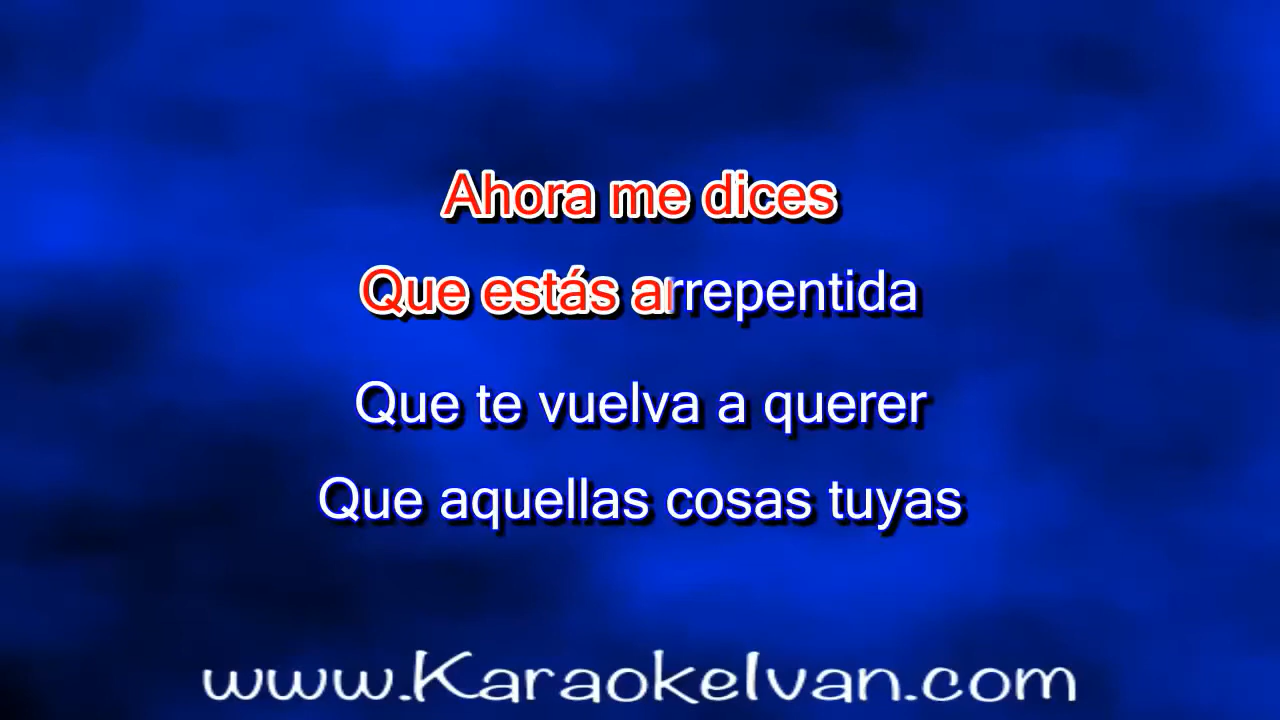 Ahora me dices
Que estás arrepentida
Que te vuelva a querer
Que aquellas cosas tuyas
www.KaraokeIvan.com